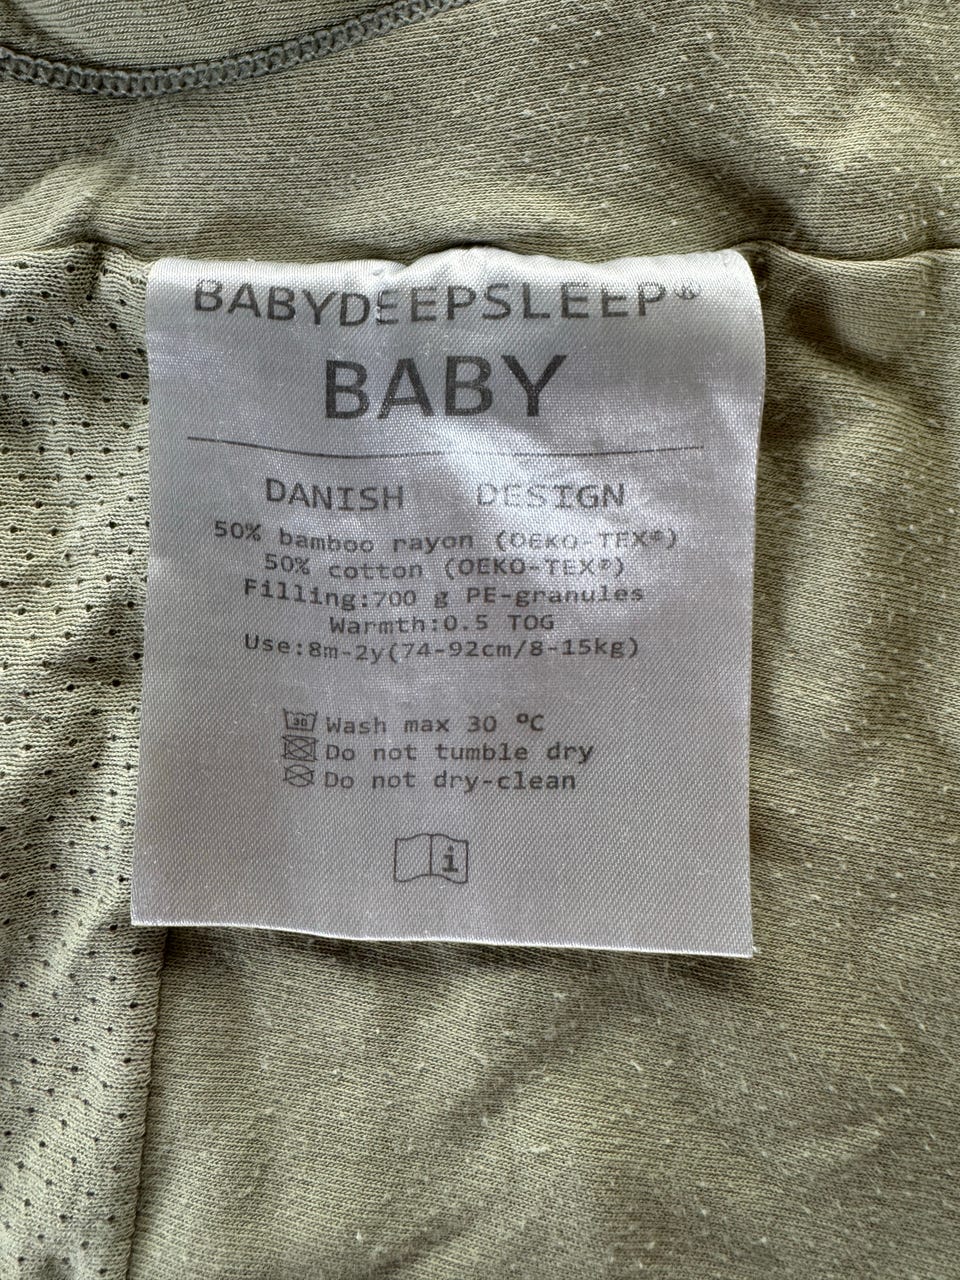 BABYDEEPSLEEP®
BABY
DANISH DESIGN
50% bamboo rayon (OEKO-TEX®)
50% cotton (OEKO-TEX®)
Filling:700 g PE-granules
Warmth:0.5 TOG
Use:8m-2y(74-92cm/8-15kg)
30 Wash max 30 ºC
Do not tumble dry
Do not dry-clean
i